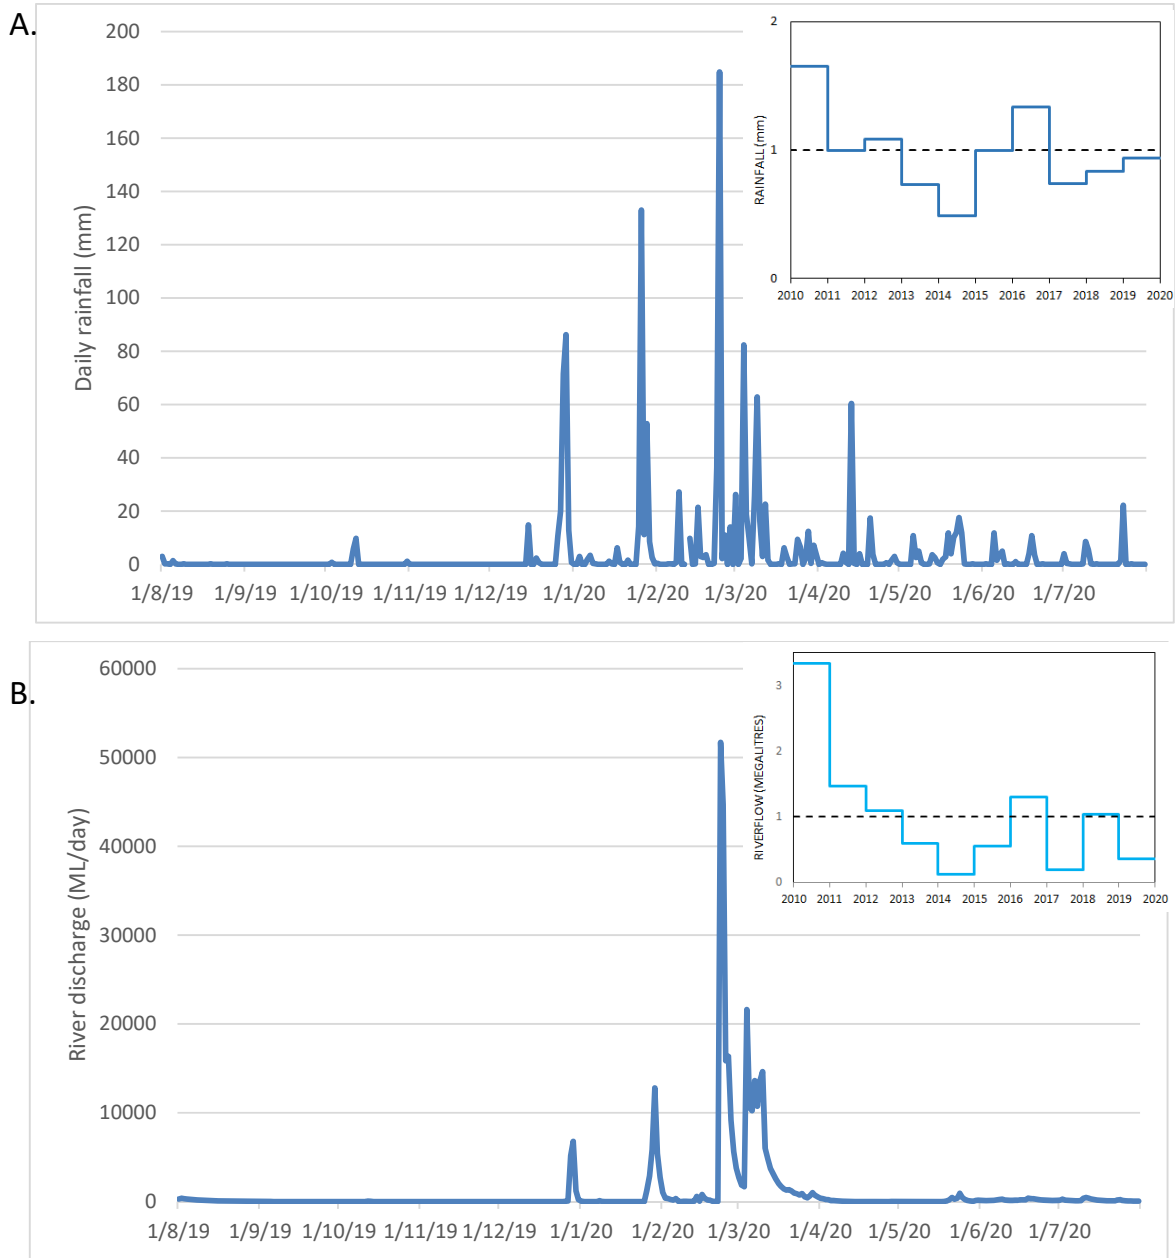 A.
Daily rainfall (mm)
200
180
160
140
120
100
80
60
40
20
0
1/8/19 1/9/19 1/10/19 1/11/19 1/12/19 1/1/20 1/2/20 1/3/20 1/4/20 1/5/20 1/6/20 1/7/20
RAINFALL (mm)
2
1
0
2010 2011 2012 2013 2014 2015 2016 2017 2018 2019 2020
B.
River discharge (ML/day)
60000
50000
40000
30000
20000
10000
0
1/8/19 1/9/19 1/10/19 1/11/19 1/12/19 1/1/20 1/2/20 1/3/20 1/4/20 1/5/20 1/6/20 1/7/20
RIVERFLOW (MEGALITRES)
3
2
1
0
2010 2011 2012 2013 2014 2015 2016 2017 2018 2019 2020